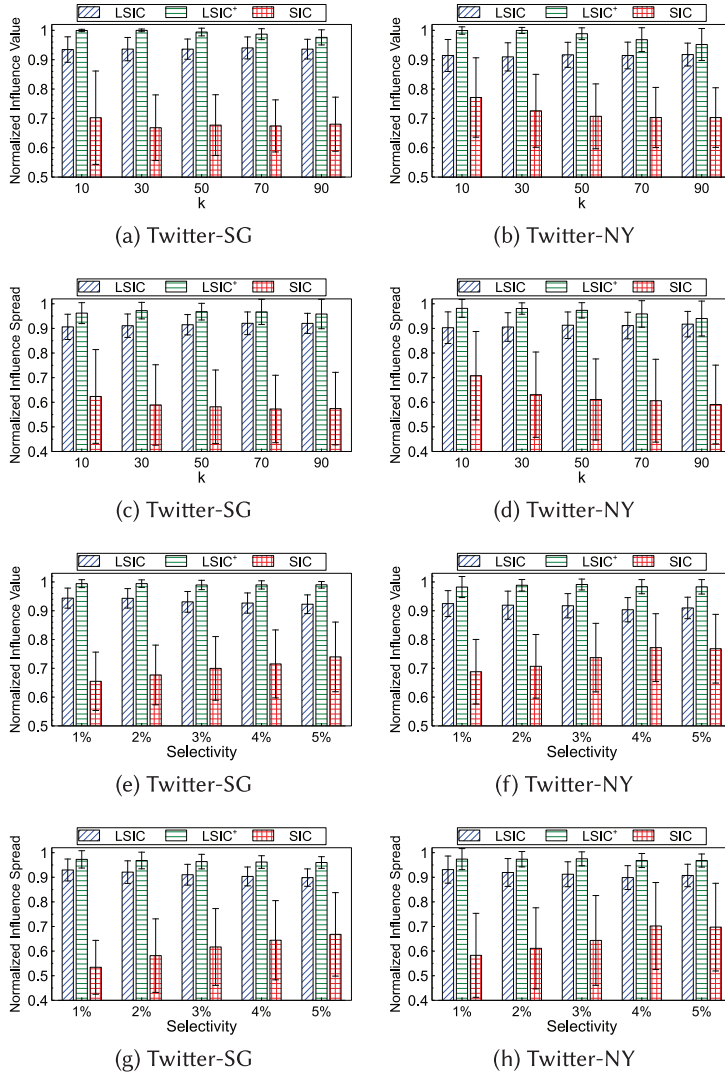 LSIC LSIC⁺ SIC
Normalized Influence Value
1
0.9
0.8
0.7
0.6
0.5
10 30 50 70 90
k
(a) Twitter-SG
LSIC LSIC⁺ SIC
Normalized Influence Value
1
0.9
0.8
0.7
0.6
0.5
10 30 50 70 90
k
(b) Twitter-NY
LSIC LSIC⁺ SIC
Normalized Influence Spread
1
0.9
0.8
0.7
0.6
0.5
0.4
10 30 50 70 90
k
(c) Twitter-SG
LSIC LSIC⁺ SIC
Normalized Influence Spread
1
0.9
0.8
0.7
0.6
0.5
0.4
10 30 50 70 90
k
(d) Twitter-NY
LSIC LSIC⁺ SIC
Normalized Influence Value
1
0.9
0.8
0.7
0.6
0.5
1% 2% 3% 4% 5%
Selectivity
(e) Twitter-SG
LSIC LSIC⁺ SIC
Normalized Influence Value
1
0.9
0.8
0.7
0.6
0.5
1% 2% 3% 4% 5%
Selectivity
(f) Twitter-NY
LSIC LSIC⁺ SIC
Normalized Influence Spread
1
0.9
0.8
0.7
0.6
0.5
0.4
1% 2% 3% 4% 5%
Selectivity
(g) Twitter-SG
LSIC LSIC⁺ SIC
Normalized Influence Spread
1
0.9
0.8
0.7
0.6
0.5
0.4
1% 2% 3% 4% 5%
Selectivity
(h) Twitter-NY